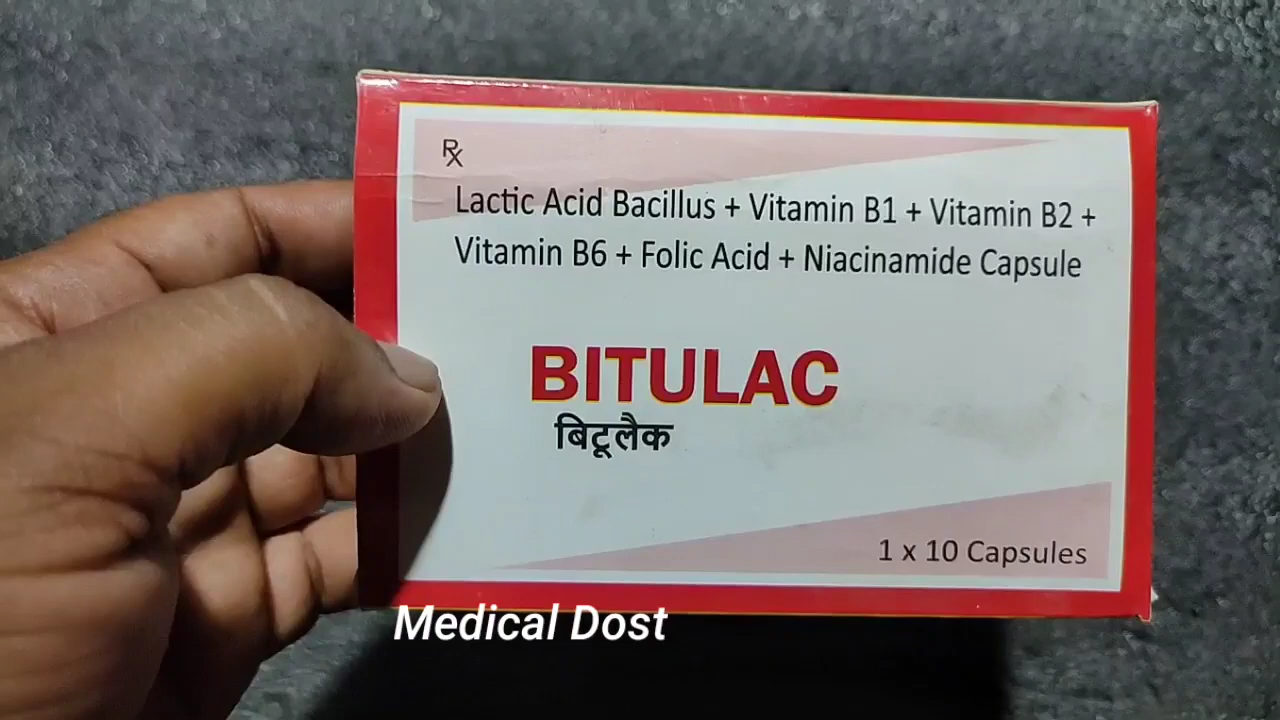 Rx
Lactic Acid Bacillus + Vitamin B1 + Vitamin B2 +
Vitamin B6 + Folic Acid + Niacinamide Capsule
BITULAC
बिटूलैक
1 x 10 Capsules
Medical Dost